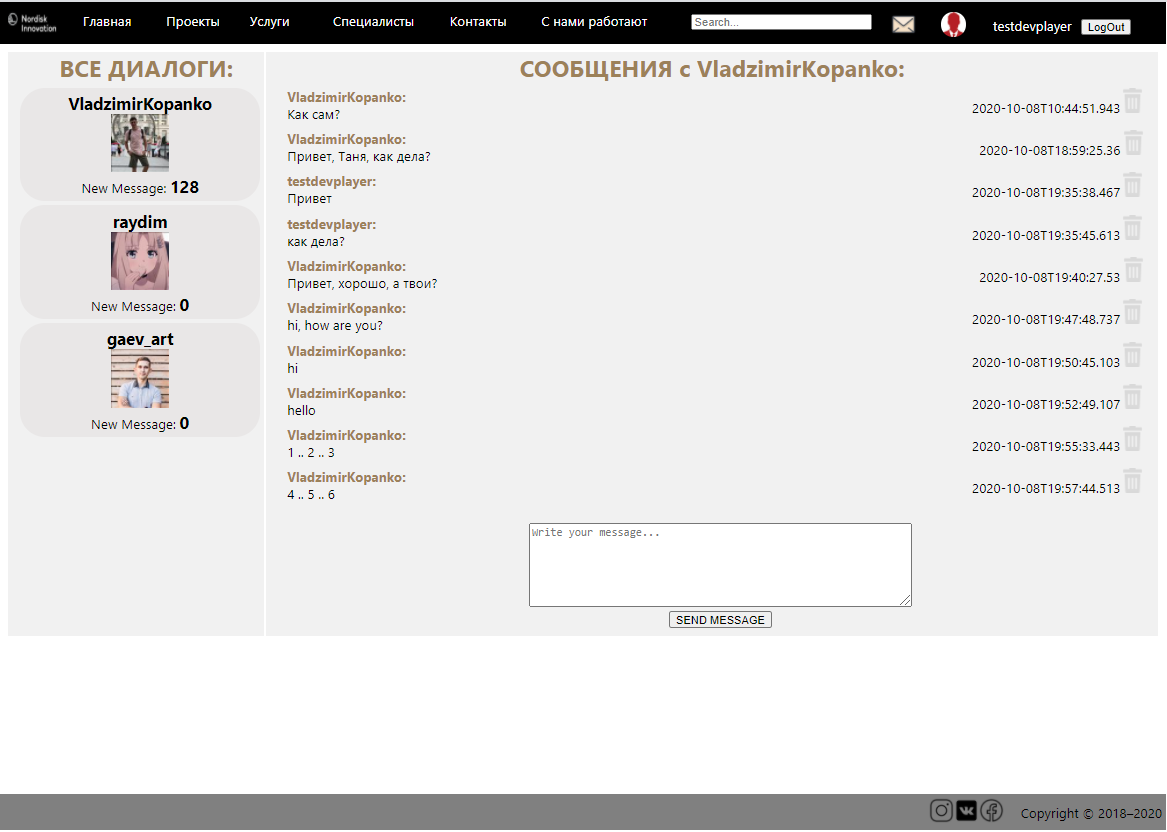 Nordisk
Innovation
Главная Проекты Услуги Специалисты Контакты С нами работают Search... testdevplayer LogOut
ВСЕ ДИАЛОГИ:
VladzimirKopanko
New Message: 128
raydim
New Message: 0
gaev_art
New Message: 0
СООБЩЕНИЯ с VladzimirKopanko:
VladzimirKopanko:
Как сам?
2020-10-08T10:44:51.943
VladzimirKopanko:
Привет, Таня, как дела?
2020-10-08T18:59:25.36
testdevplayer:
Привет
2020-10-08T19:35:38.467
testdevplayer:
как дела?
2020-10-08T19:35:45.613
VladzimirKopanko:
Привет, хорошо, а твои?
2020-10-08T19:40:27.53
VladzimirKopanko:
hi, how are you?
2020-10-08T19:47:48.737
VladzimirKopanko:
hi
2020-10-08T19:50:45.103
VladzimirKopanko:
hello
2020-10-08T19:52:49.107
VladzimirKopanko:
1 .. 2 .. 3
2020-10-08T19:55:33.443
VladzimirKopanko:
4 .. 5 .. 6
2020-10-08T19:57:44.513
Write your message...
SEND MESSAGE
Copyright © 2018–2020